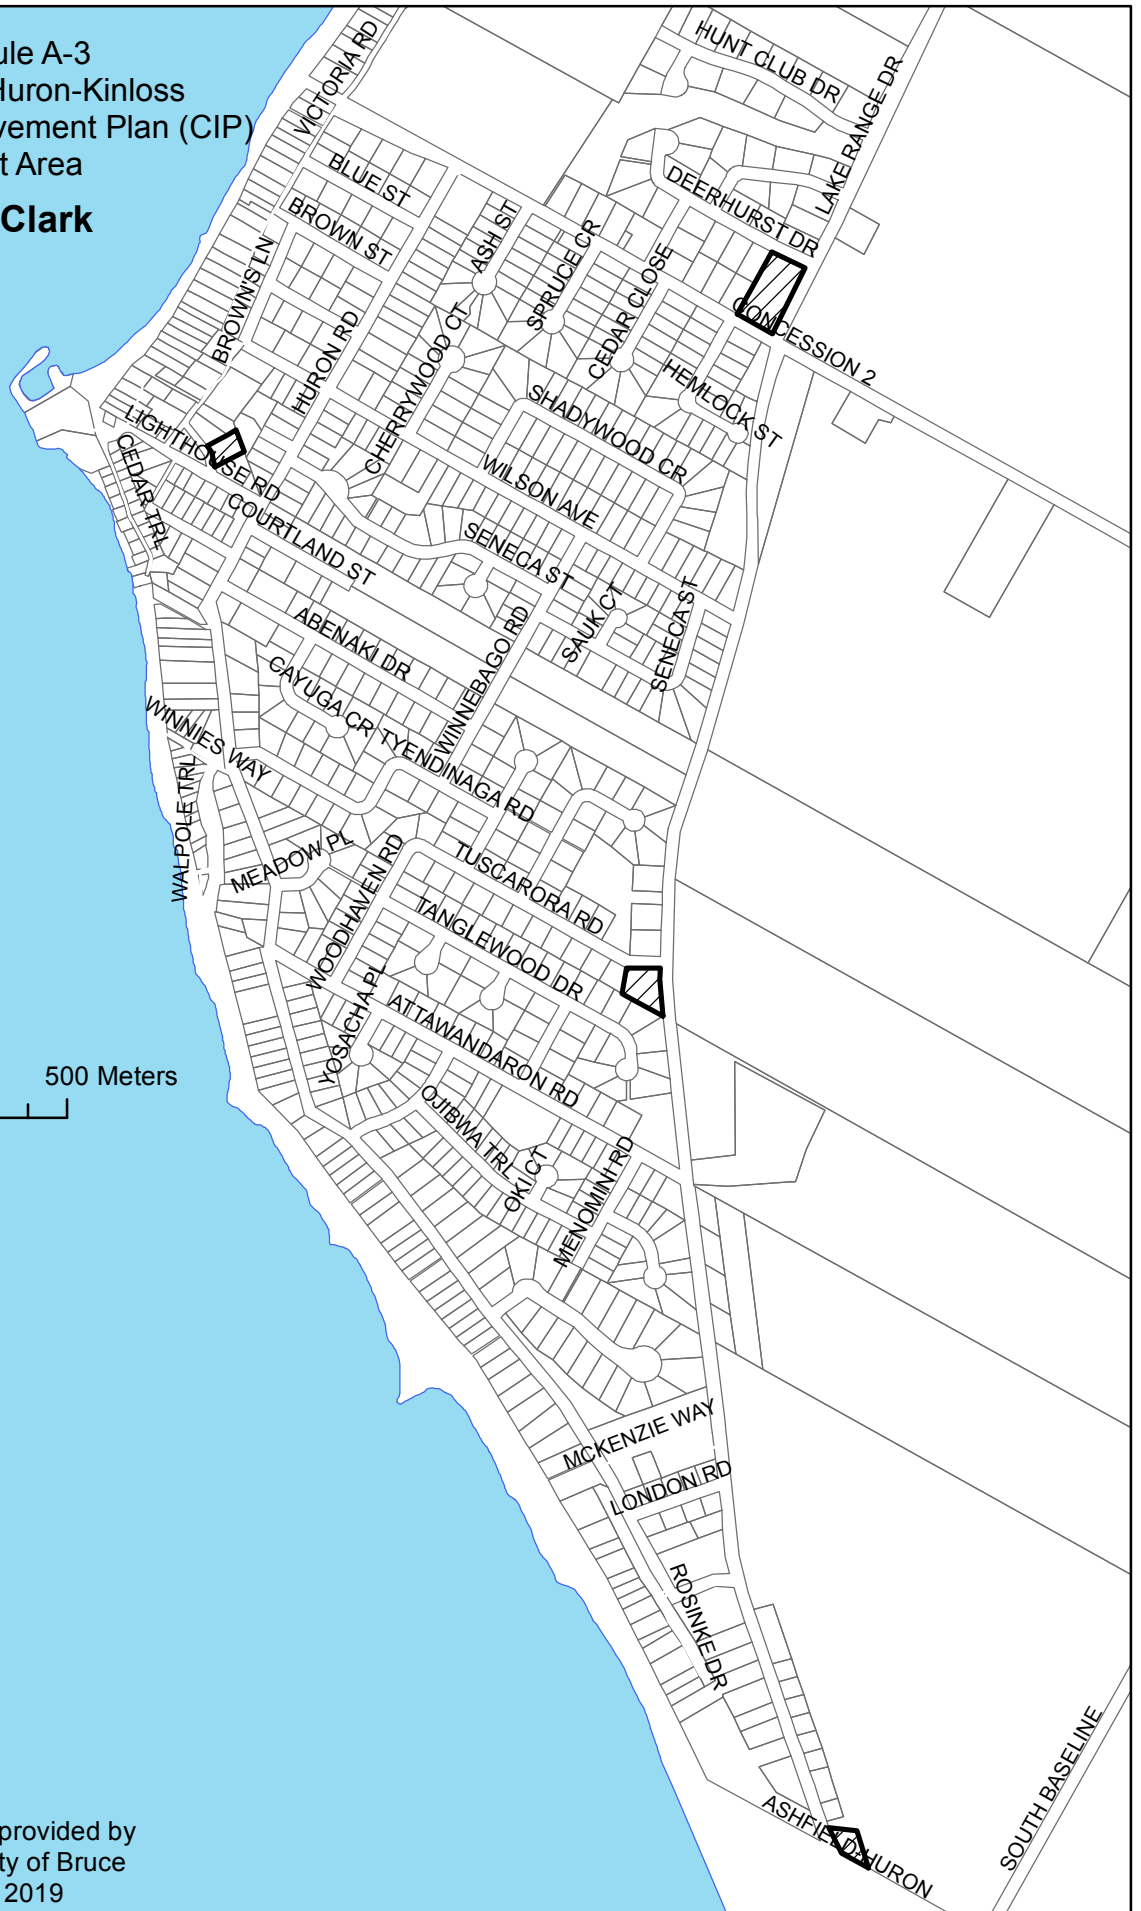 ule A-3
Huron-Kinloss
vement Plan (CIP)
t Area
Clark
VICTORIA RD
HUNT CLUB DR
LAKE RANGE DR
BLUE ST
DEERHURST DR
BROWN ST
ASH ST
SPRUCE CR
CEDAR CLOSE
BROWN'S LN
CONCESSION 2
HURON RD
CHERRYWOOD CT
HEMLOCK ST
SHADYWOOD CR
LIGHTHOUSE RD
CEDAR TRL
WILSON AVE
COURTLAND ST
SENECA ST
SAUK CT
SENECA ST
ABENAKI DR
WINNEBAGO RD
CAYUGA CR
WINNIES WAY
TYENDINAGA RD
WALPOLE TRL
MEADOW PL
WOODHAVEN RD
TUSCARORA RD
TANGLEWOOD DR
YOSACHA PL
ATTAWANDARON RD
500 Meters
OJIBWA TRL
OKI CT
MENOMINI RD
MCKENZIE WAY
LONDON RD
ROSINKE DR
SOUTH BASELINE
ASHFIELD-HURON
provided by
ty of Bruce
2019